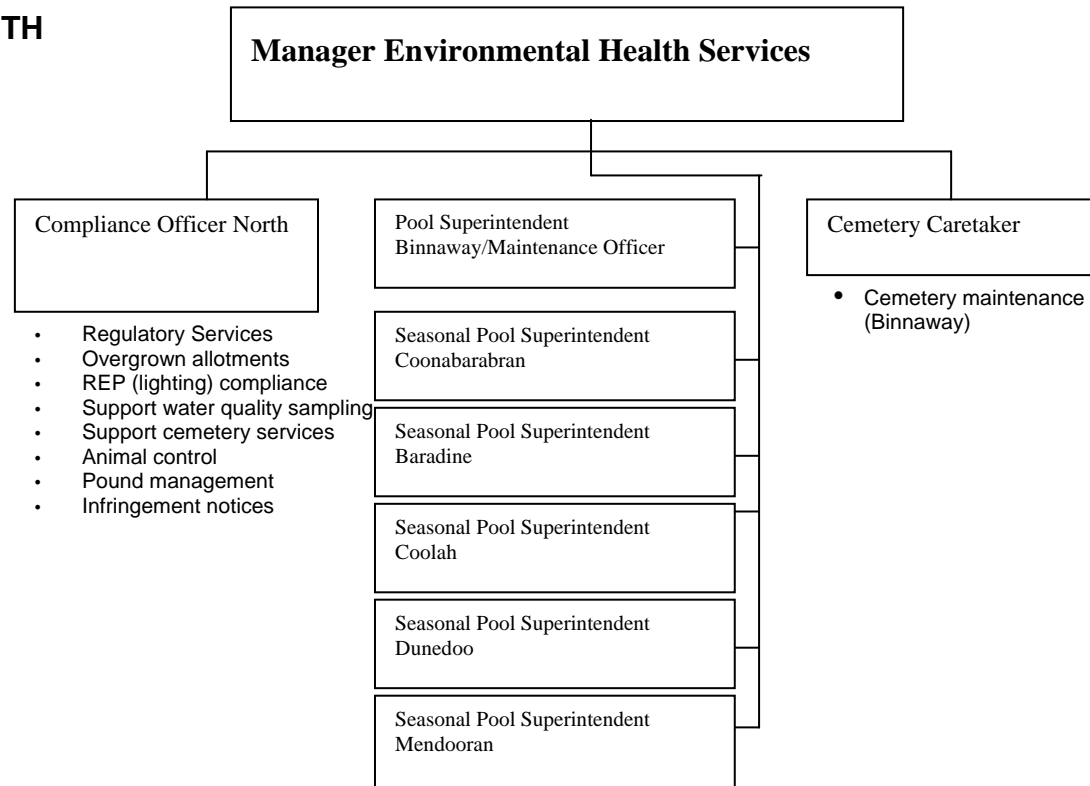 TH
Manager Environmental Health Services
Compliance Officer North
• Regulatory Services
• Overgrown allotments
• REP (lighting) compliance
• Support water quality sampling
• Support cemetery services
• Animal control
• Pound management
• Infringement notices
Pool Superintendent
Binnaway/Maintenance Officer
Seasonal Pool Superintendent
Coonabarabran
Seasonal Pool Superintendent
Baradine
Seasonal Pool Superintendent
Coolah
Seasonal Pool Superintendent
Dunedoo
Seasonal Pool Superintendent
Mendooran
Cemetery Caretaker
• Cemetery maintenance
(Binnaway)